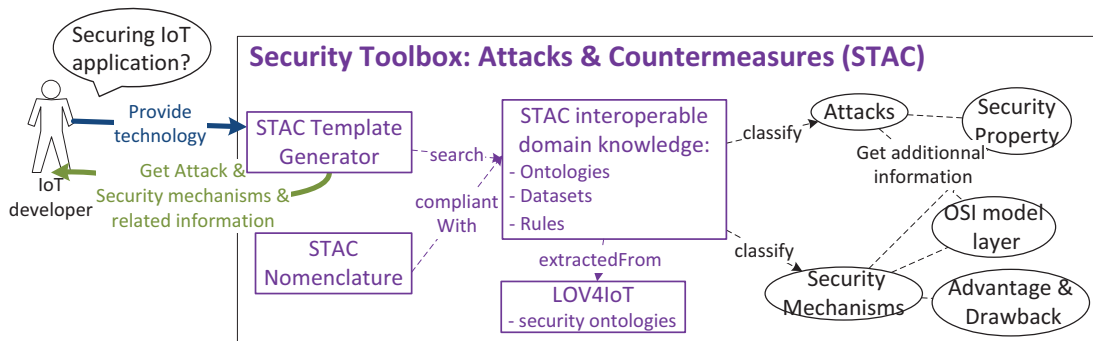 Securing IoT
application?
Security Toolbox: Attacks & Countermeasures (STAC)
Provide
technology
IoT
developer
Get Attack &
Security mechanisms &
related information
STAC Template
Generator
search
compliant
With
STAC
Nomenclature
STAC interoperable
domain knowledge:
- Ontologies
- Datasets
- Rules
extractedFrom
LOV4IoT
- security ontologies
classify
classify
Attacks
Security
Property
Get additionnal
information
OSI model
layer
Security
Mechanisms
Advantage &
Drawback